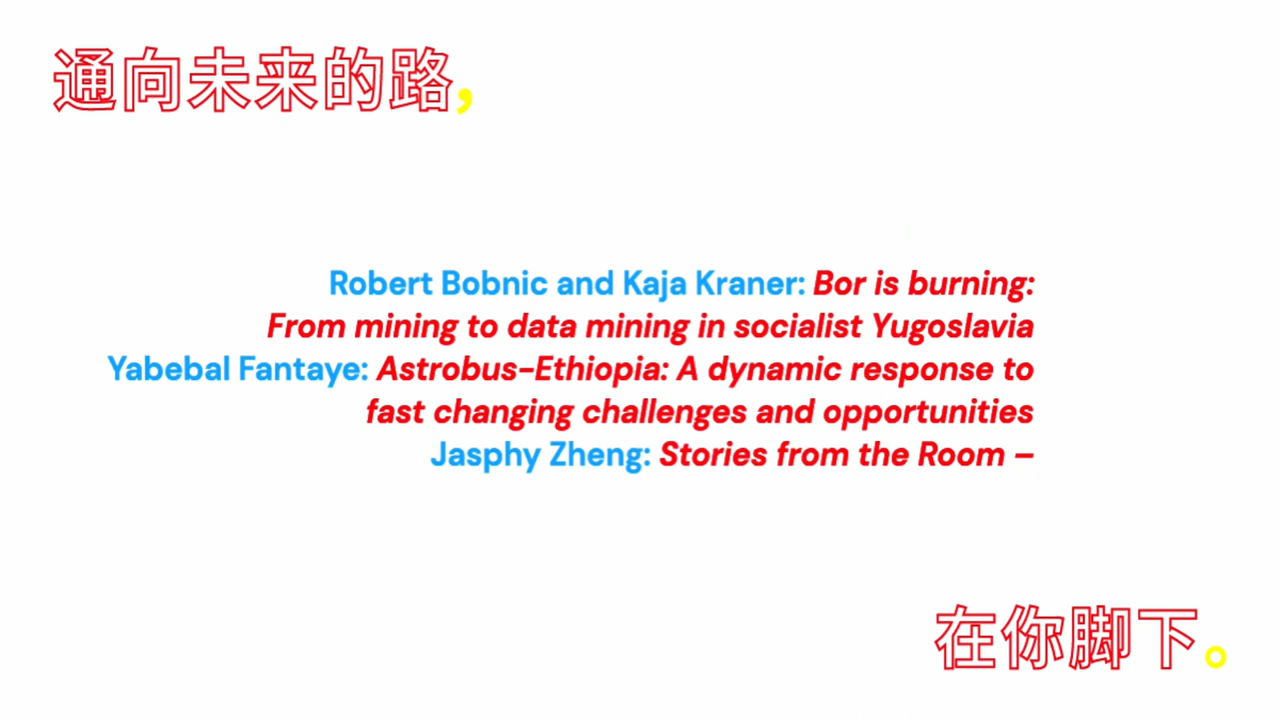 通向未来的路,
Robert Bobnic and Kaja Kraner: Bor is burning:
From mining to data mining in socialist Yugoslavia
Yabebal Fantaye: Astrobus-Ethiopia: A dynamic response to
fast changing challenges and opportunities
Jasphy Zheng: Stories from the Room –
在你脚下。